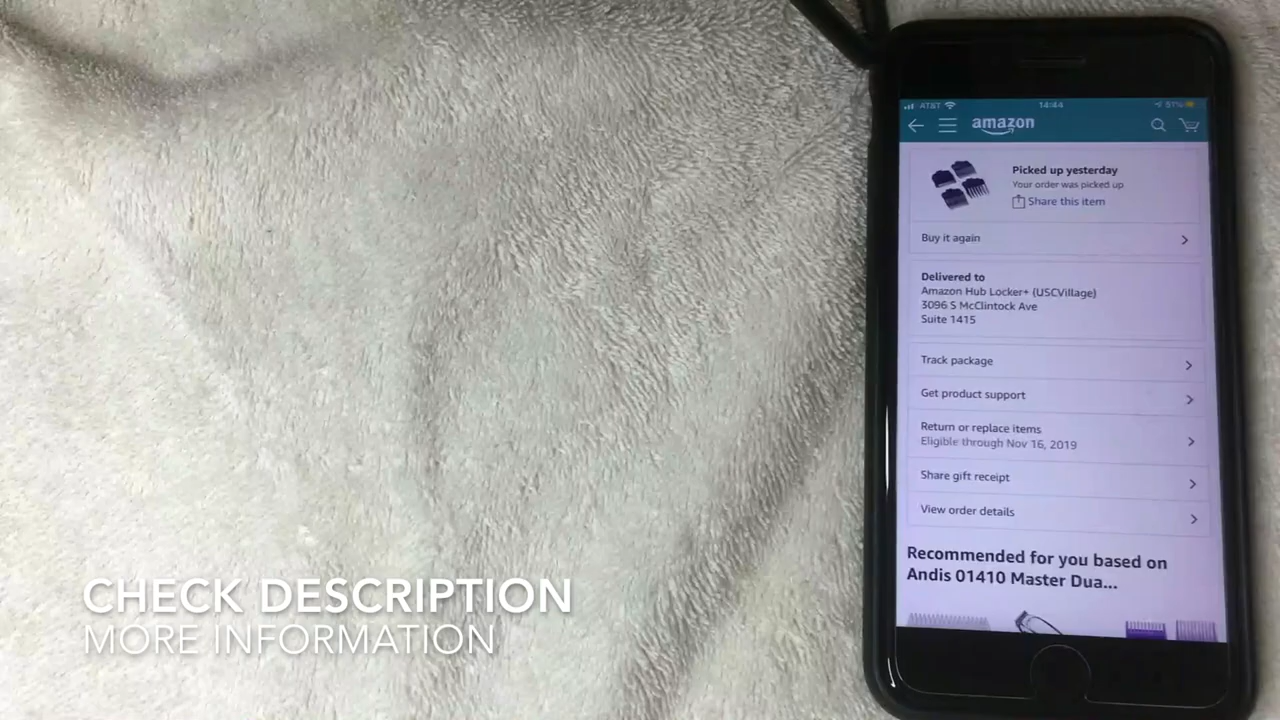 AT&T 14:44 51%
amazon
Picked up yesterday
Your order was picked up
Share this item
Buy it again
Delivered to
Amazon Hub Locker+ (USCVillage)
3096 S McClintock Ave
Suite 1415
Track package
Get product support
Return or replace items
Eligible through Nov 16, 2019
Share gift receipt
View order details
Recommended for you based on
Andis 01410 Master Dua...
CHECK DESCRIPTION
MORE INFORMATION